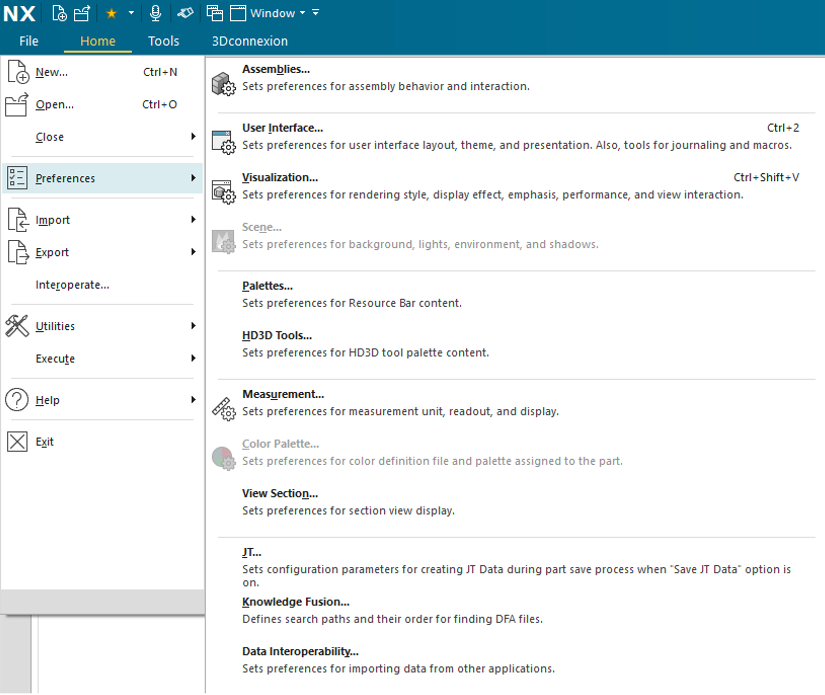 NX Window
File Home Tools 3Dconnexion
New... Ctrl+N
Open... Ctrl+O
Close
Preferences
Import
Export
Interoperate...
Utilities
Execute
Help
Exit
Assemblies...
Sets preferences for assembly behavior and interaction.
User Interface... Ctrl+2
Sets preferences for user interface layout, theme, and presentation. Also, tools for journaling and macros.
Visualization... Ctrl+Shift+V
Sets preferences for rendering style, display effect, emphasis, performance, and view interaction.
Scene...
Sets preferences for background, lights, environment, and shadows.
Palettes...
Sets preferences for Resource Bar content.
HD3D Tools...
Sets preferences for HD3D tool palette content.
Measurement...
Sets preferences for measurement unit, readout, and display.
Color Palette...
Sets preferences for color definition file and palette assigned to the part.
View Section...
Sets preferences for section view display.
JT...
Sets configuration parameters for creating JT Data during part save process when "Save JT Data" option is
on.
Knowledge Fusion...
Defines search paths and their order for finding DFA files.
Data Interoperability...
Sets preferences for importing data from other applications.